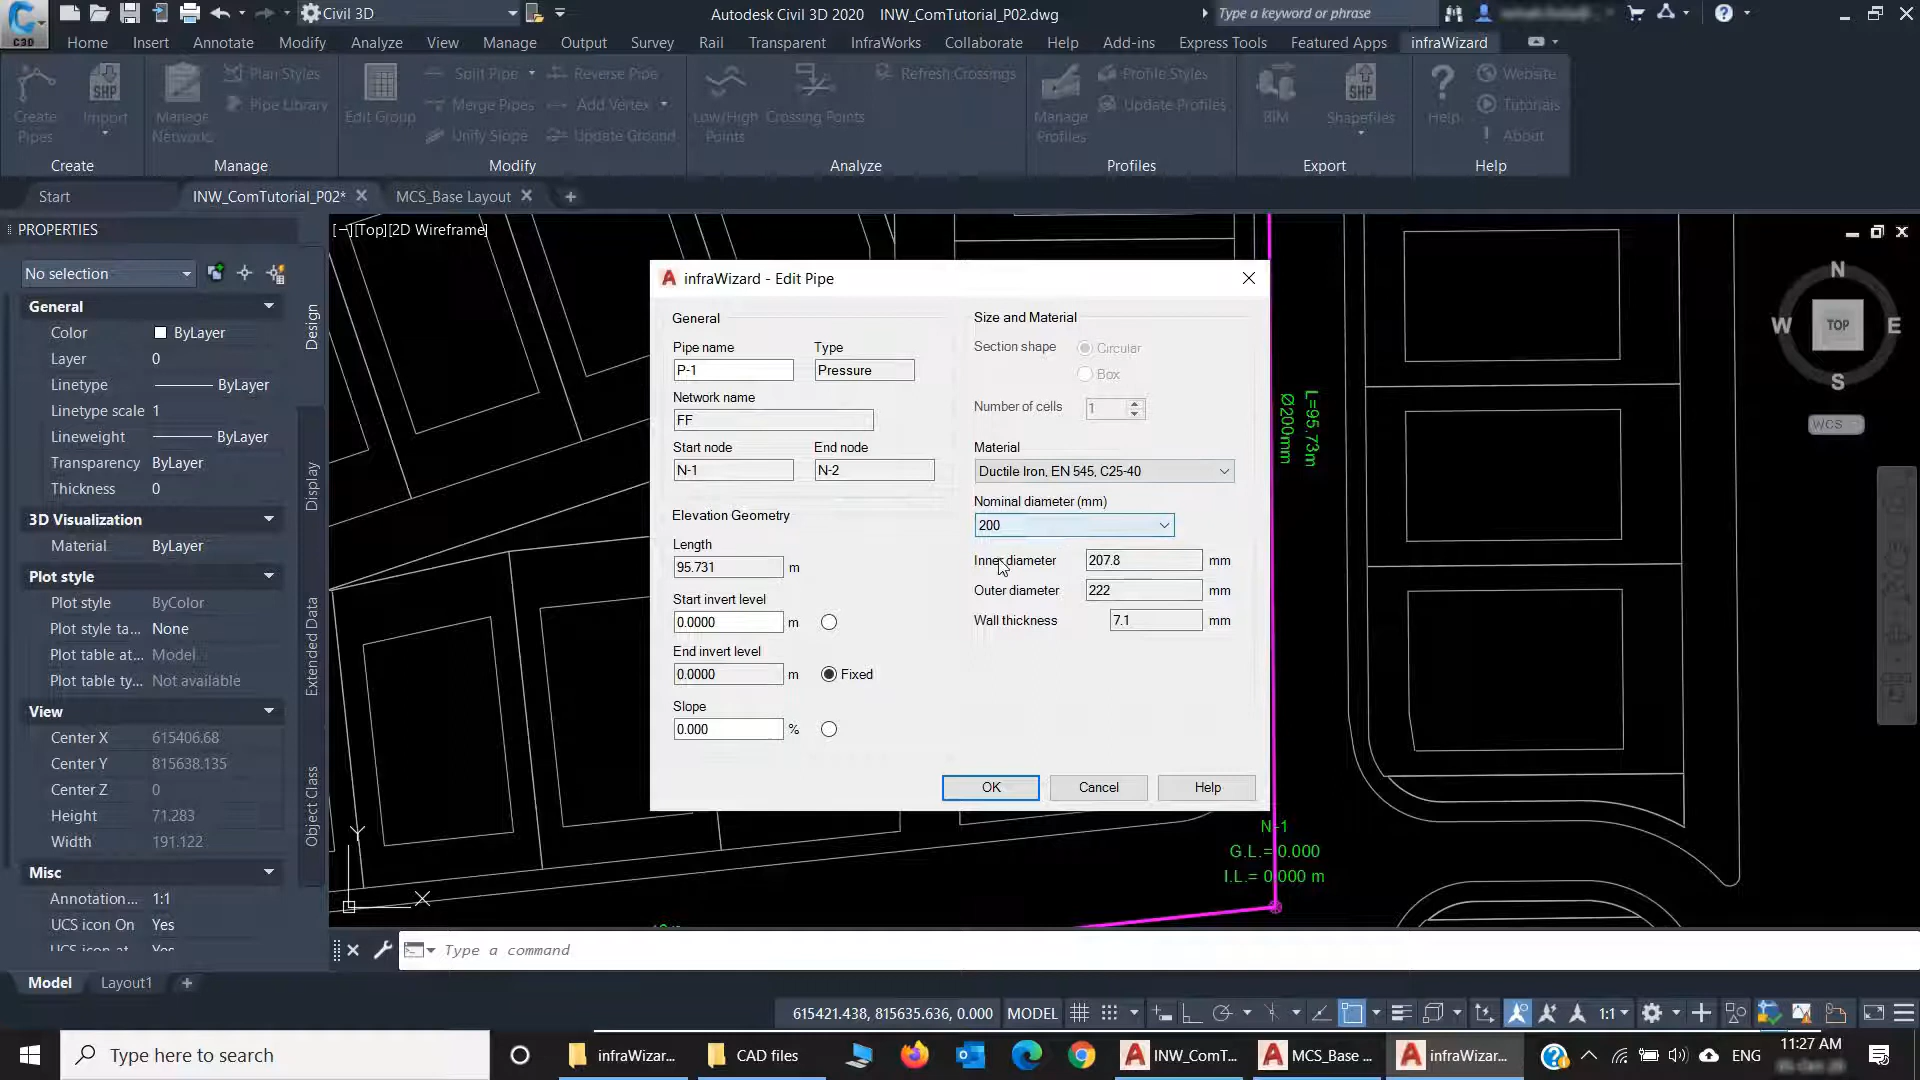 C3D
Civil 3D
Autodesk Civil 3D 2020 INW_ComTutorial_P02.dwg
Type a keyword or phrase
Home Insert Annotate Modify Analyze View Manage Output Survey Rail Transparent InfraWorks Collaborate Help Add-ins Express Tools Featured Apps infraWizard
Create Pipes
SHP Import
Manage Networks
Plan Styles
Pipe Library
Edit Group
Split Pipe
Merge Pipes
Unify Slope
Reverse Pipe
Add Vertex
Update Ground
Low/High Points
Crossing Points
Refresh Crossings
Manage Profiles
Profile Styles
Update Profiles
BIM
SHP Shapefiles
Help
Website
Tutorials
About
Create Manage Modify Analyze Profiles Export Help
Start INW_ComTutorial_P02* MCS_Base Layout
PROPERTIES
No selection
General
Color ByLayer
Layer 0
Linetype ByLayer
Linetype scale 1
Lineweight ByLayer
Transparency ByLayer
Thickness 0
3D Visualization
Material ByLayer
Plot style
Plot style ByColor
Plot style ta... None
Plot table at... Model
Plot table ty... Not available
View
Center X 615406.68
Center Y 815638.135
Center Z 0
Height 71.283
Width 191.122
Misc
Annotation... 1:1
UCS icon On Yes
UCS icon at Yes
Design
Display
Extended Data
Object Class
[−][Top][2D Wireframe]
infraWizard - Edit Pipe
General
Pipe name Type
P-1 Pressure
Network name
FF
Start node End node
N-1 N-2
Elevation Geometry
Length
95.731 m
Start invert level
0.0000 m
End invert level
0.0000 m Fixed
Slope
0.000 %
Size and Material
Section shape Circular
Box
Number of cells 1
Material
Ductile Iron, EN 545, C25-40
Nominal diameter (mm)
200
Inner diameter 207.8 mm
Outer diameter 222 mm
Wall thickness 7.1 mm
OK Cancel Help
L=95.73m
Ø200mm
N-1
G.L.= 0.000
I.L.= 0.000 m
N
W TOP E
S
WCS
Y
X
Type a command
Model Layout1
615421.438, 815635.636, 0.000 MODEL 1:1
Type here to search
infraWizar...
CAD files
INW_ComT...
MCS_Base ...
infraWizar...
ENG
11:27 AM